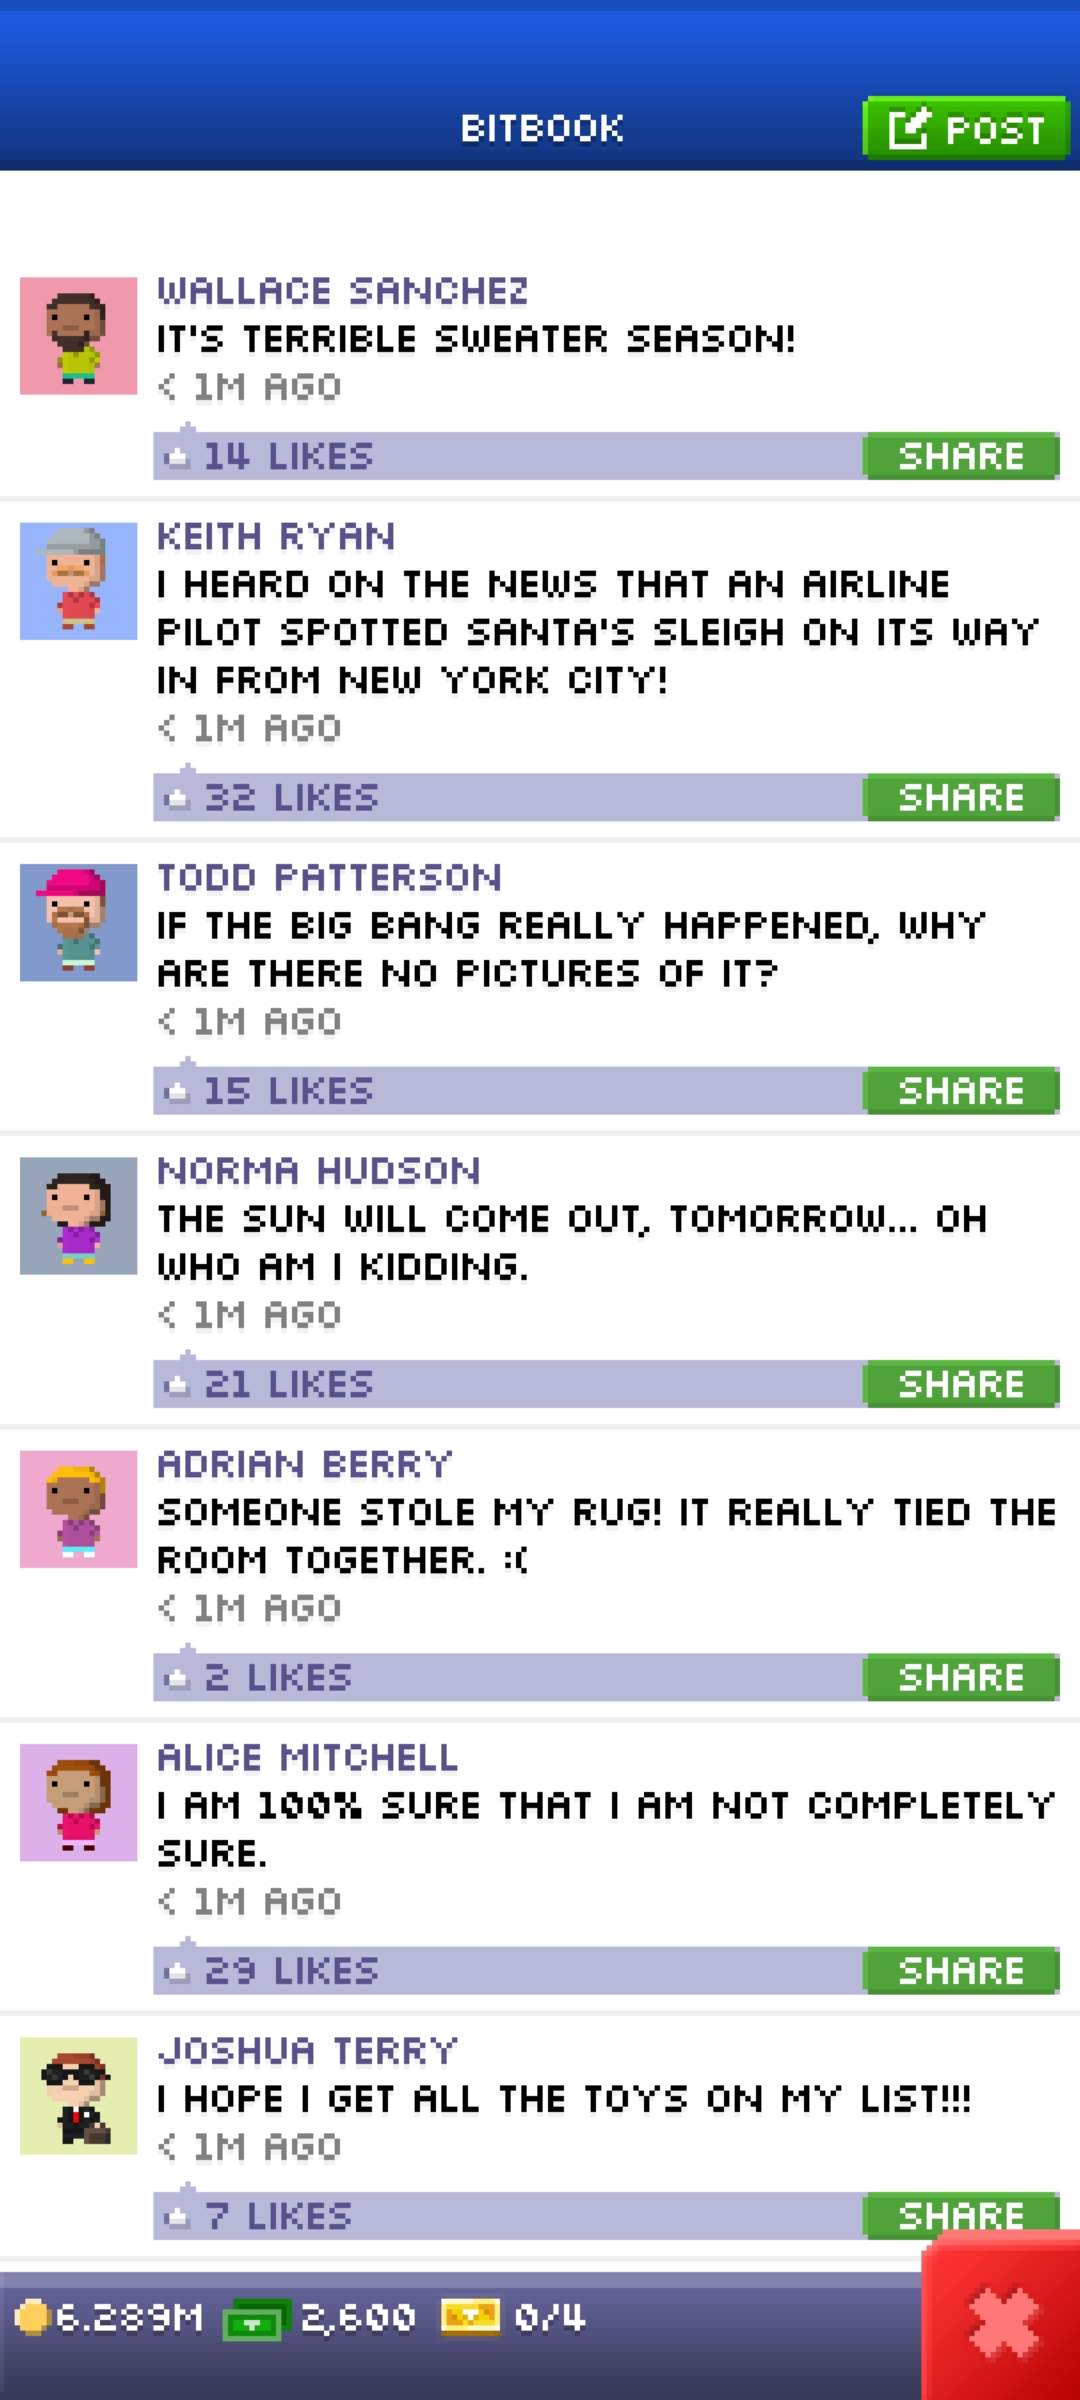 BITBOOK
POST
WALLACE SANCHEZ
IT'S TERRIBLE SWEATER SEASON!
< 1M AGO
14 LIKES
SHARE
KEITH RYAN
I HEARD ON THE NEWS THAT AN AIRLINE
PILOT SPOTTED SANTA'S SLEIGH ON ITS WAY
IN FROM NEW YORK CITY!
< 1M AGO
32 LIKES
SHARE
TODD PATTERSON
IF THE BIG BANG REALLY HAPPENED, WHY
ARE THERE NO PICTURES OF IT?
< 1M AGO
15 LIKES
SHARE
NORMA HUDSON
THE SUN WILL COME OUT, TOMORROW... OH
WHO AM I KIDDING.
< 1M AGO
21 LIKES
SHARE
ADRIAN BERRY
SOMEONE STOLE MY RUG! IT REALLY TIED THE
ROOM TOGETHER. :(
< 1M AGO
2 LIKES
SHARE
ALICE MITCHELL
I AM 100% SURE THAT I AM NOT COMPLETELY
SURE.
< 1M AGO
29 LIKES
SHARE
JOSHUA TERRY
I HOPE I GET ALL THE TOYS ON MY LIST!!!
< 1M AGO
7 LIKES
SHARE
6.289M 2,600 0/4